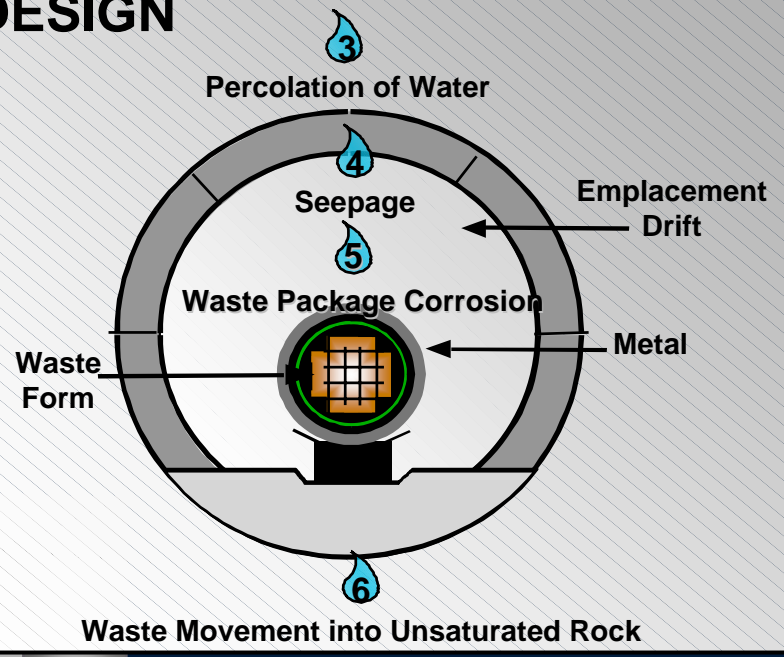 DESIGN
3
Percolation of Water
4
Seepage
Emplacement
Drift
5
Waste Package Corrosion
Metal
Waste
Form
6
Waste Movement into Unsaturated Rock